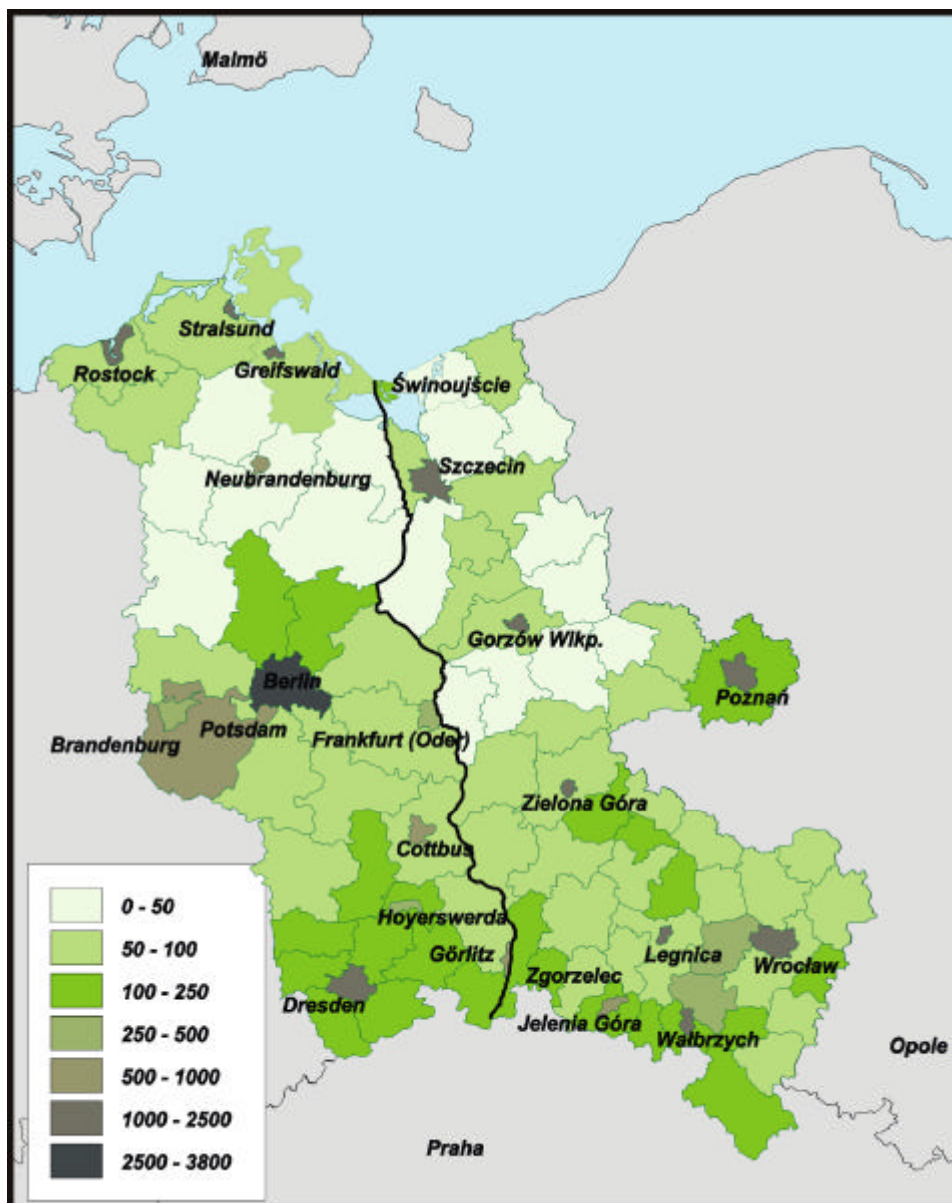 Malmö
Stralsund
Greifswald
Rostock
Świnoujście
Szczecin
Neubrandenburg
Gorzów Wlkp.
Berlin
Poznań
Potsdam
Frankfurt (Oder)
Brandenburg
Zielona Góra
Cottbus
Hoyerswerda
Görlitz
Legnica
Wrocław
Zgorzelec
Dresden
Jelenia Góra
Wałbrzych
Opole
Praha
0 - 50
50 - 100
100 - 250
250 - 500
500 - 1000
1000 - 2500
2500 - 3800